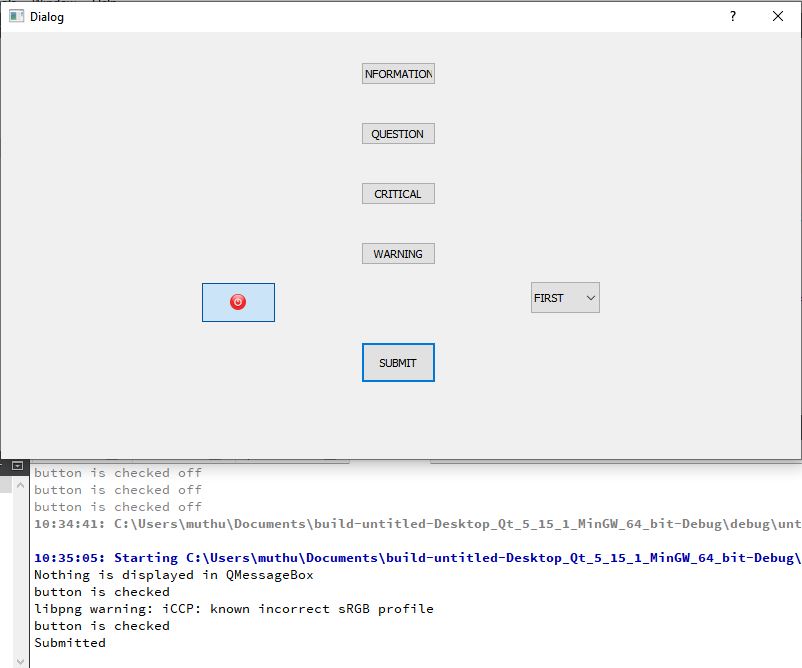 Dialog
?
NFORMATION
QUESTION
CRITICAL
WARNING
FIRST
SUBMIT
button is checked off
button is checked off
button is checked off
10:34:41: C:\Users\muthu\Documents\build-untitled-Desktop_Qt_5_15_1_MinGW_64_bit-Debug\debug\unt
10:35:05: Starting C:\Users\muthu\Documents\build-untitled-Desktop_Qt_5_15_1_MinGW_64_bit-Debug\
Nothing is displayed in QMessageBox
button is checked
libpng warning: iCCP: known incorrect sRGB profile
button is checked
Submitted